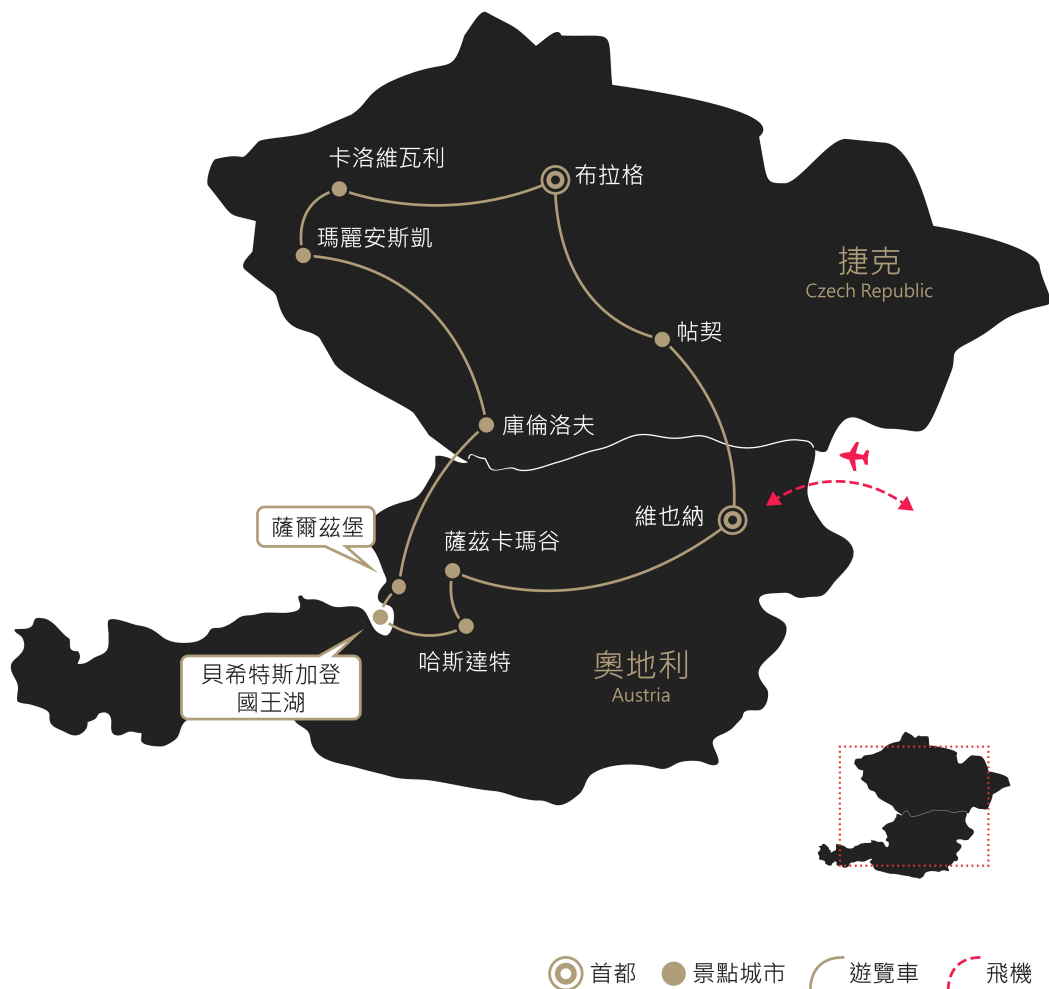 卡洛維瓦利
布拉格
瑪麗安斯凱
捷克
Czech Republic
帖契
庫倫洛夫
薩爾茲堡
維也納
薩茲卡瑪谷
哈斯達特
奧地利
Austria
貝希特斯加登
國王湖
首都
景點城市
遊覽車
飛機